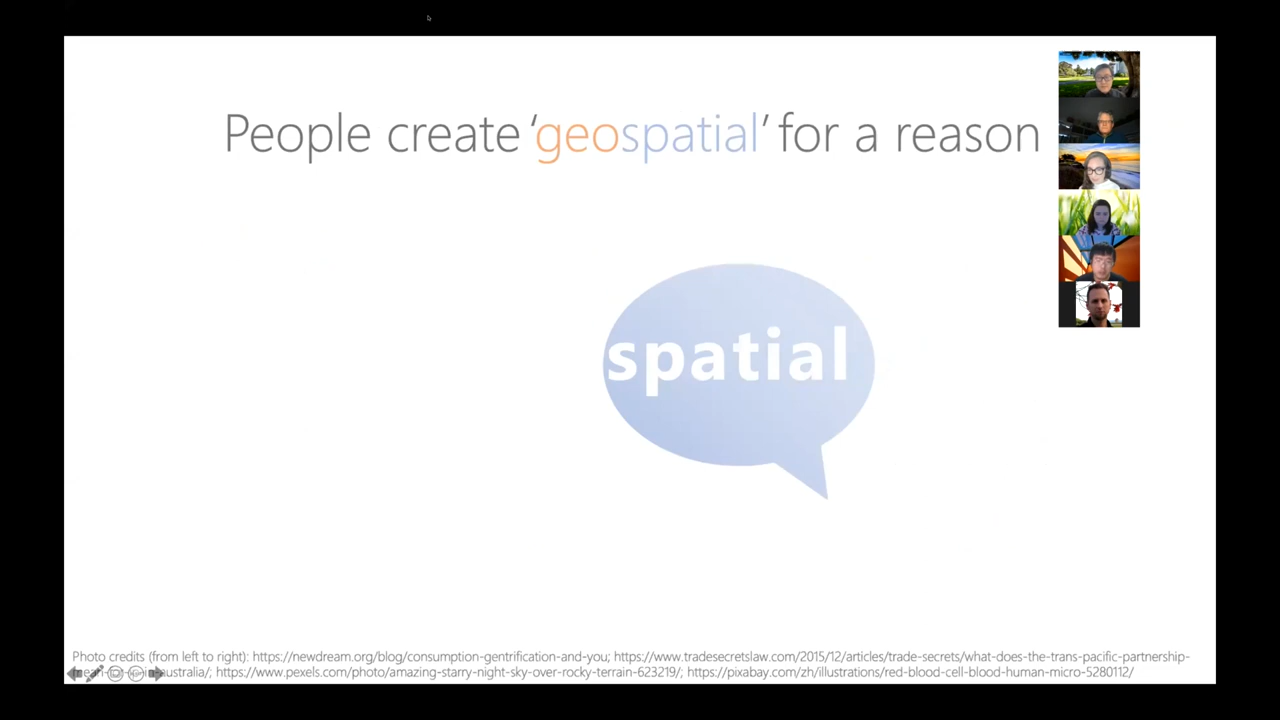 People create ‘geospatial’ for a reason
spatial
Photo credits (from left to right): https://newdream.org/blog/consumption-gentrification-and-you; https://www.tradesecretslaw.com/2015/12/articles/trade-secrets/what-does-the-trans-pacific-partnership-
australia/; https://www.pexels.com/photo/amazing-starry-night-sky-over-rocky-terrain-623219/; https://pixabay.com/zh/illustrations/red-blood-cell-blood-human-micro-5280112/